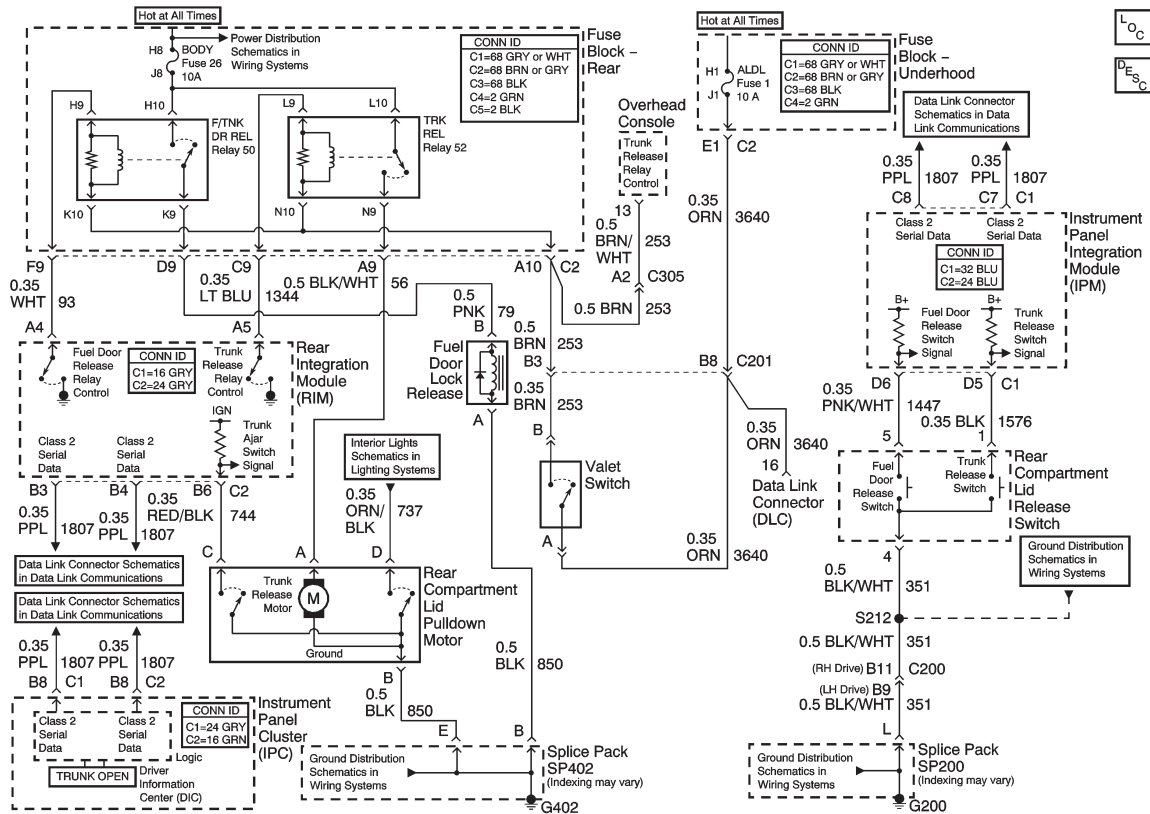 Hot at All Times
Power Distribution
Schematics in
Wiring Systems
H8
BODY
Fuse 26
10A
J8
CONN ID
C1=68 GRY or WHT
C2=68 BRN or GRY
C3=68 BLK
C4=2 GRN
C5=2 BLK
Fuse
Block –
Rear
H9
H10
L9
L10
F/TNK
DR REL
Relay 50
TRK
REL
Relay 52
K10
K9
N10
N9
F9
D9
C9
A9
A10
C2
Hot at All Times
H1
ALDL
Fuse 1
10 A
J1
CONN ID
C1=68 GRY or WHT
C2=68 BRN or GRY
C3=68 BLK
C4=2 GRN
Fuse
Block –
Underhood
E1
C2
L
O
C
D
E
S
C
Overhead
Console
Trunk
Release
Relay
Control
13
0.5
BRN/
WHT
253
A2
C305
0.5 BRN
253
0.35
ORN
3640
Data Link Connector
Schematics in Data
Link Communications
0.35
PPL
1807
0.35
PPL
1807
C8
C7
C1
Class 2
Serial Data
Class 2
Serial Data
CONN ID
C1=32 BLU
C2=24 BLU
Instrument
Panel
Integration
Module
(IPM)
B+
Fuel Door
Release
Switch
Signal
B+
Trunk
Release
Switch
Signal
D6
D5
C1
0.35
WHT
93
0.35
LT BLU
1344
0.5 BLK/WHT
56
0.5
PNK
79
B
A4
A5
Fuel Door
Release
Relay
Control
CONN ID
C1=16 GRY
C2=24 GRY
Trunk
Release
Relay
Control
Rear
Integration
Module
(RIM)
IGN
Trunk
Ajar
Switch
Signal
Class 2
Serial
Data
Class 2
Serial
Data
B3
B4
B6
C2
Fuel
Door
Lock
Release
A
0.5
BRN
253
B3
0.35
BRN
253
B
B8
C201
Valet
Switch
A
0.35
ORN
3640
16
Data Link
Connector
(DLC)
0.35
ORN
3640
0.35
PNK/WHT
1447
0.35 BLK
1576
5
1
Fuel
Door
Release
Switch
Trunk
Release
Switch
Rear
Compartment
Lid
Release
Switch
4
0.35
PPL
1807
0.35
PPL
1807
0.35
RED/BLK
744
Interior Lights
Schematics in
Lighting Systems
0.35
ORN/
BLK
737
Data Link Connector Schematics
in Data Link Communications
Data Link Connector Schematics
in Data Link Communications
C
A
D
Trunk
Release
Motor
M
Ground
Rear
Compartment
Lid
Pulldown
Motor
B
0.5
BLK
850
0.5
BLK
850
E
B
0.35
PPL
1807
0.35
PPL
1807
B8
C1
B8
C2
Class 2
Serial
Data
Class 2
Serial
Data
Logic
CONN ID
C1=24 GRY
C2=16 GRN
Instrument
Panel
Cluster
(IPC)
TRUNK OPEN
Driver
Information
Center (DIC)
Ground Distribution
Schematics in
Wiring Systems
Splice Pack
SP402
(Indexing may vary)
G402
0.5
BLK/WHT
351
Ground Distribution
Schematics in
Wiring Systems
S212
0.5 BLK/WHT
351
(RH Drive) B11
C200
(LH Drive) B9
0.5 BLK/WHT
351
L
Ground Distribution
Schematics in
Wiring Systems
Splice Pack
SP200
(Indexing may vary)
G200